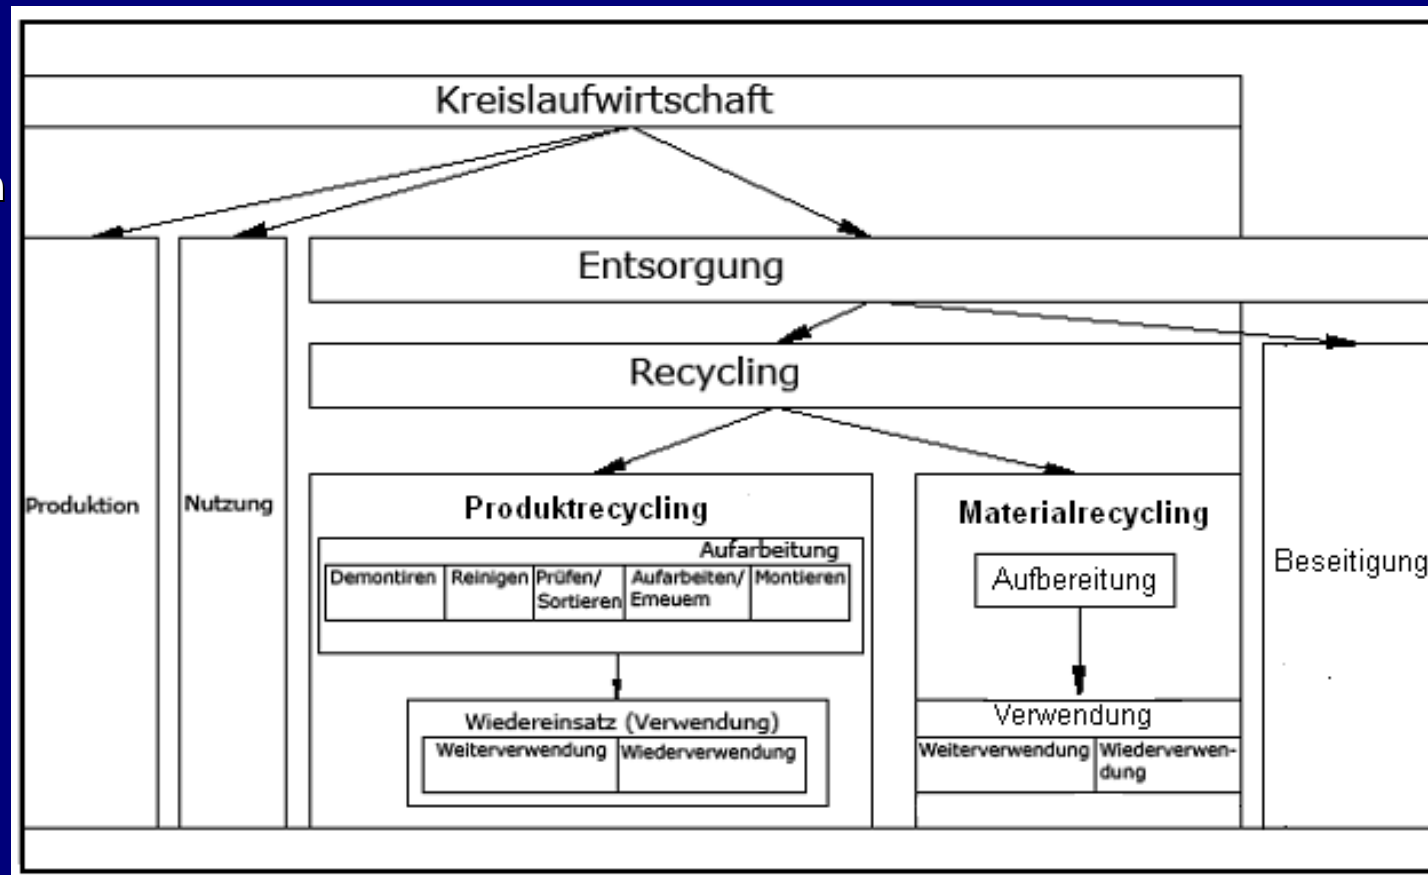 Kreislaufwirtschaft
Entsorgung
Recycling
Produktion
Nutzung
Produktrecycling
Aufarbeitung
Demontiren
Reinigen
Prüfen/
Sortieren
Aufarbeiten/
Emeuem
Montieren
Wiedereinsatz (Verwendung)
Weiterverwendung
Wiederverwendung
Materialrecycling
Aufbereitung
Verwendung
Weiterverwendung
Wiederverwen-
dung
Beseitigung